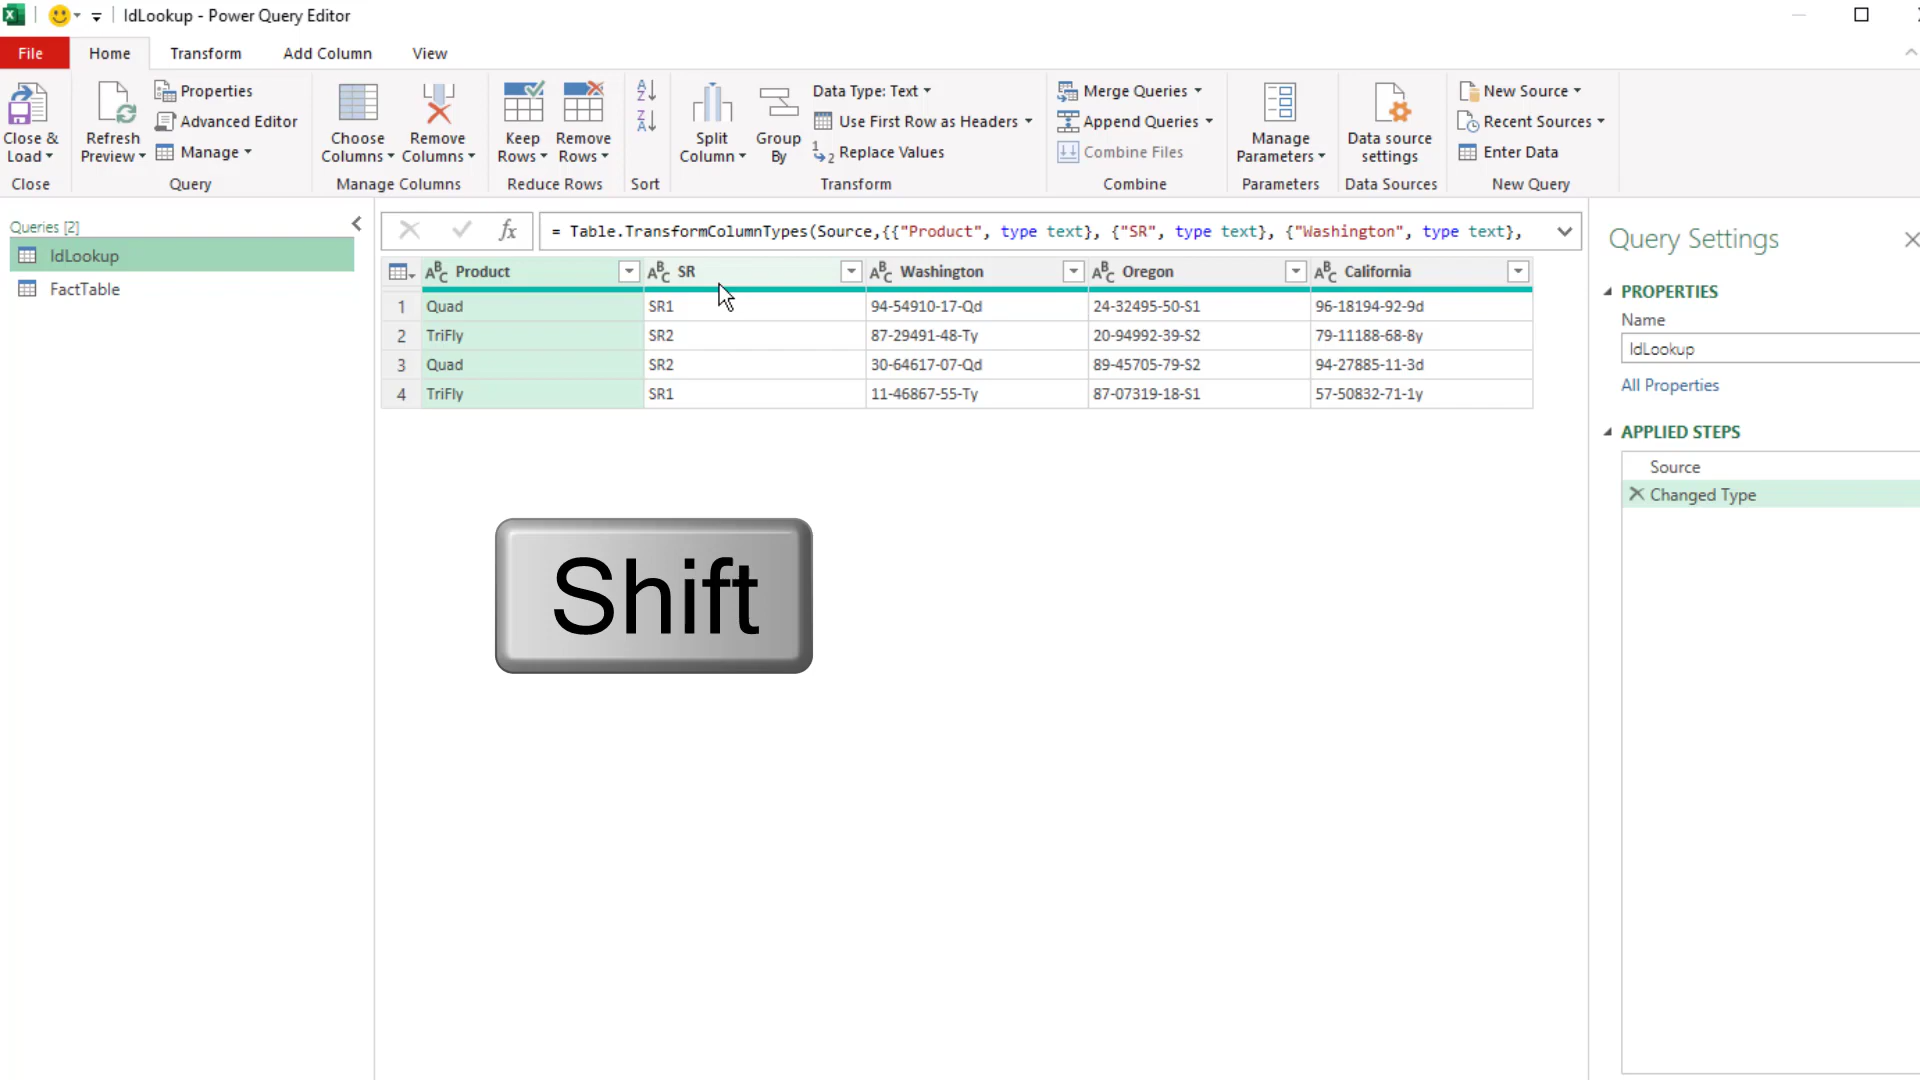 IdLookup - Power Query Editor
File Home Transform Add Column View
Close & Load
Refresh Preview
Properties
Advanced Editor
Manage
Choose Columns
Remove Columns
Keep Rows
Remove Rows
Split Column
Group By
Data Type: Text
Use First Row as Headers
Replace Values
Merge Queries
Append Queries
Combine Files
Manage Parameters
Data source settings
New Source
Recent Sources
Enter Data
Close Query Manage Columns Reduce Rows Sort Transform Combine Parameters Data Sources New Query
Queries [2]
IdLookup
FactTable
fx = Table.TransformColumnTypes(Source,{{"Product", type text}, {"SR", type text}, {"Washington", type text},
ABC Product ABC SR ABC Washington ABC Oregon ABC California
1 Quad SR1 94-54910-17-Qd 24-32495-50-S1 96-18194-92-9d
2 TriFly SR2 87-29491-48-Ty 20-94992-39-S2 79-11188-68-8y
3 Quad SR2 30-64617-07-Qd 89-45705-79-S2 94-27885-11-3d
4 TriFly SR1 11-46867-55-Ty 87-07319-18-S1 57-50832-71-1y
Shift
Query Settings
PROPERTIES
Name
IdLookup
All Properties
APPLIED STEPS
Source
Changed Type